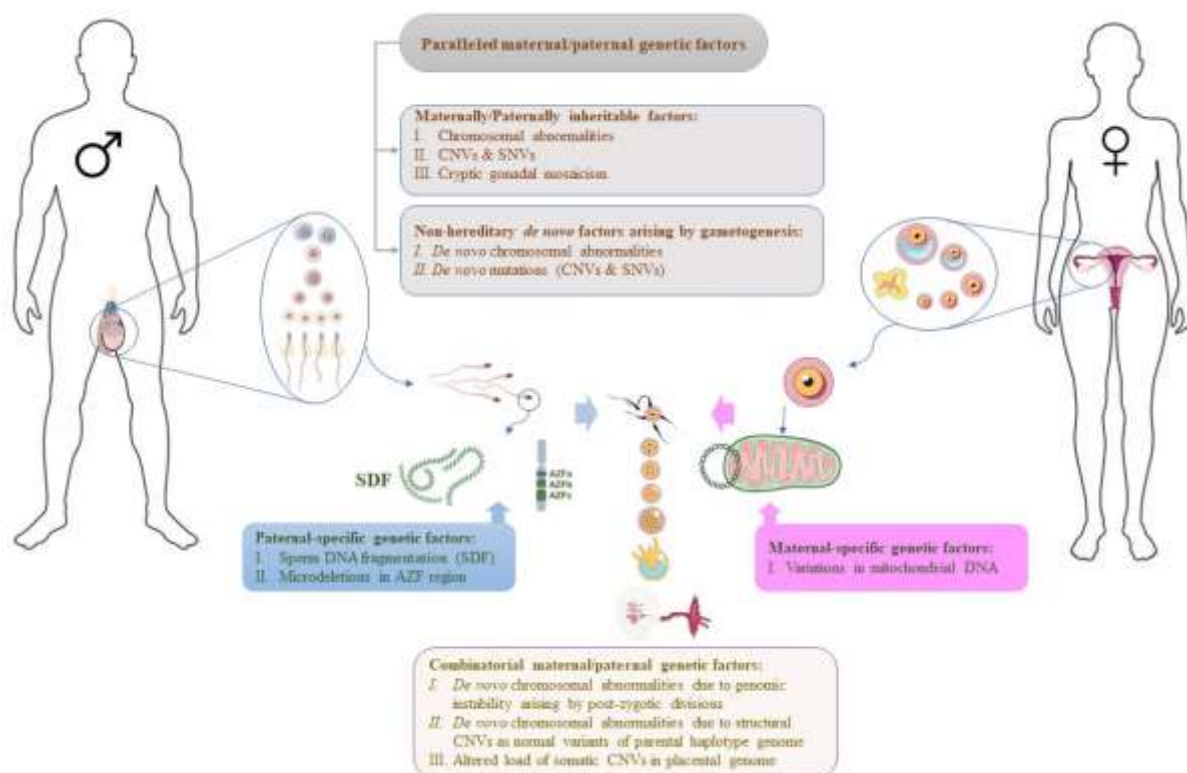 Paralleled maternal/paternal genetic factors
Maternally/Paternally inheritable factors:
I. Chromosomal abnormalities
II. CNVs & SNVs
III. Cryptic gonadal mosaicism
Non-hereditary de novo factors arising by gametogenesis:
I. De novo chromosomal abnormalities
II. De novo mutations (CNVs & SNVs)
SDF
AZFa
AZFb
AZFc
Paternal-specific genetic factors:
I. Sperm DNA fragmentation (SDF)
II. Microdeletions in AZF region
Maternal-specific genetic factors:
I. Variations in mitochondrial DNA
Combinatorial maternal/paternal genetic factors:
I. De novo chromosomal abnormalities due to genomic
instability arising by post-zygotic divisions
II. De novo chromosomal abnormalities due to structural
CNVs as normal variants of parental haplotype genome
III. Altered load of somatic CNVs in placental genome